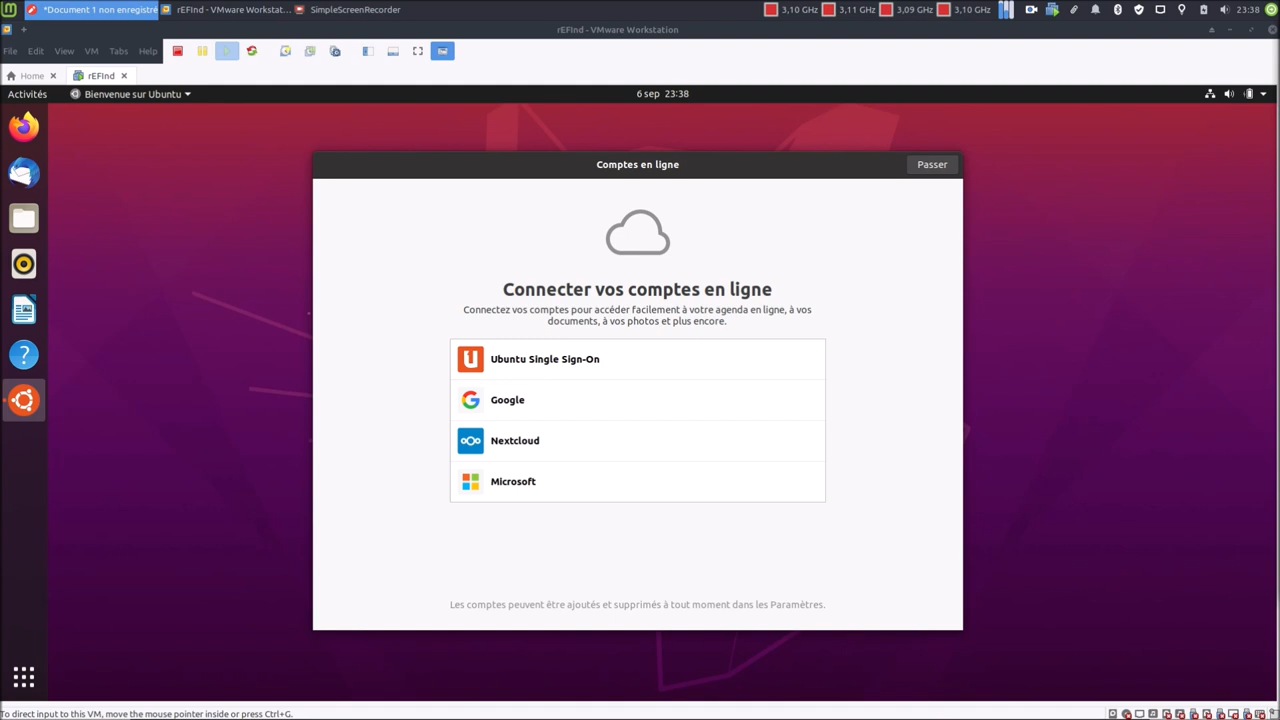 *Document 1 non enregistré
rEFInd - VMware Workstat...
SimpleScreenRecorder
3,10 GHz
3,11 GHz
3,09 GHz
3,10 GHz
23:38
rEFInd - VMware Workstation
File Edit View VM Tabs Help
Home
rEFInd
Activités
Bienvenue sur Ubuntu
6 sep 23:38
Comptes en ligne
Passer
Connecter vos comptes en ligne
Connectez vos comptes pour accéder facilement à votre agenda en ligne, à vos
documents, à vos photos et plus encore.
Ubuntu Single Sign-On
Google
Nextcloud
Microsoft
Les comptes peuvent être ajoutés et supprimés à tout moment dans les Paramètres.
To direct input to this VM, move the mouse pointer inside or press Ctrl+G.